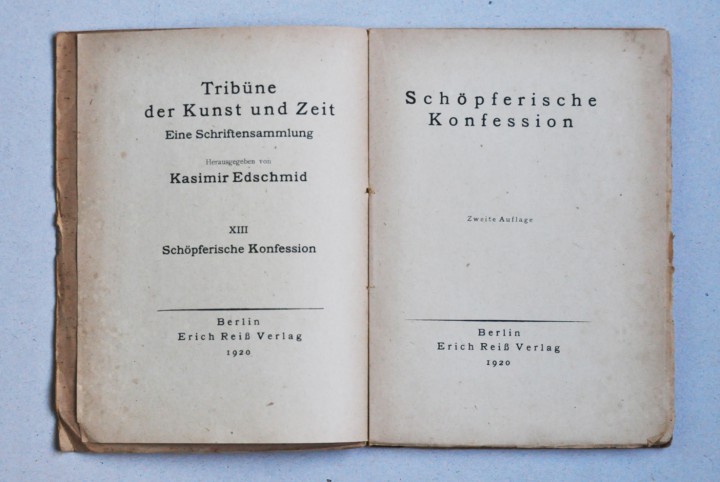 Tribüne
der Kunst und Zeit
Eine Schriftensammlung
Herausgegeben von
Kasimir Edschmid
XIII
Schöpferische Konfession
Berlin
Erich Reiß Verlag
1920
Schöpferische
Konfession
Zweite Auflage
Berlin
Erich Reiß Verlag
1920